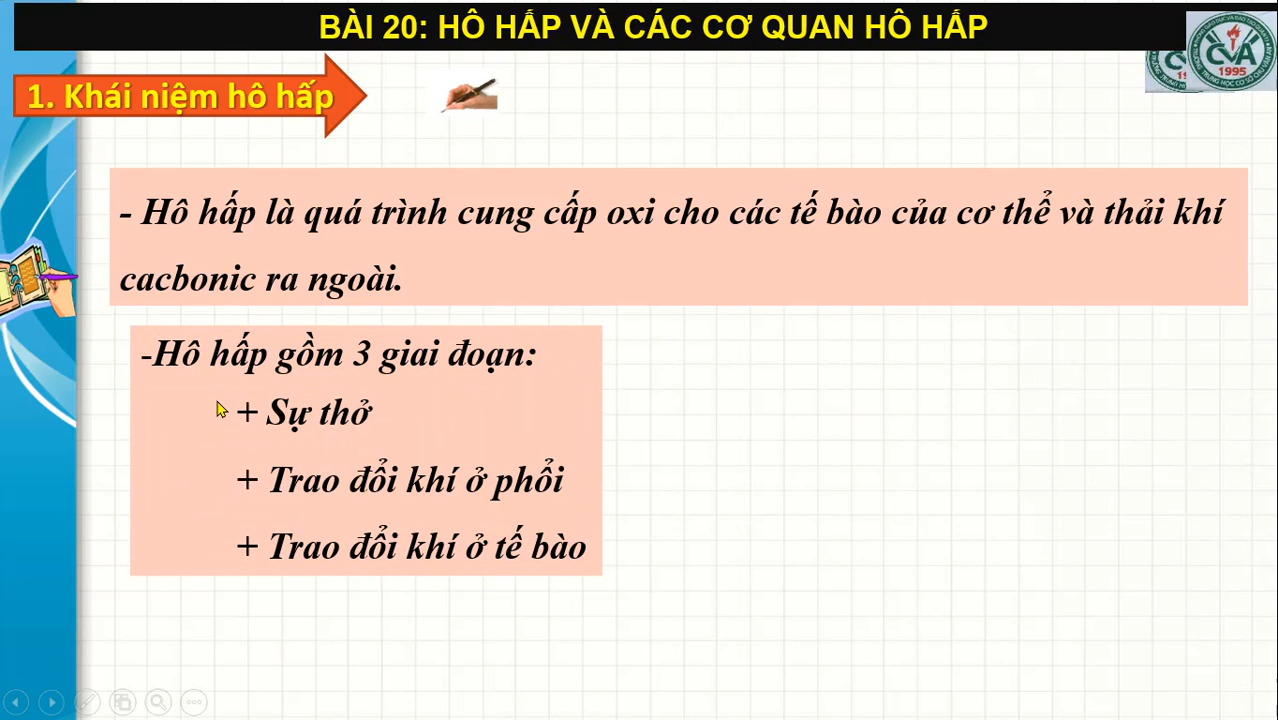 BÀI 20: HÔ HẤP VÀ CÁC CƠ QUAN HÔ HẤP
CVA
1995
1. Khái niệm hô hấp
- Hô hấp là quá trình cung cấp oxi cho các tế bào của cơ thể và thải khí
cacbonic ra ngoài.
-Hô hấp gồm 3 giai đoạn:
+ Sự thở
+ Trao đổi khí ở phổi
+ Trao đổi khí ở tế bào